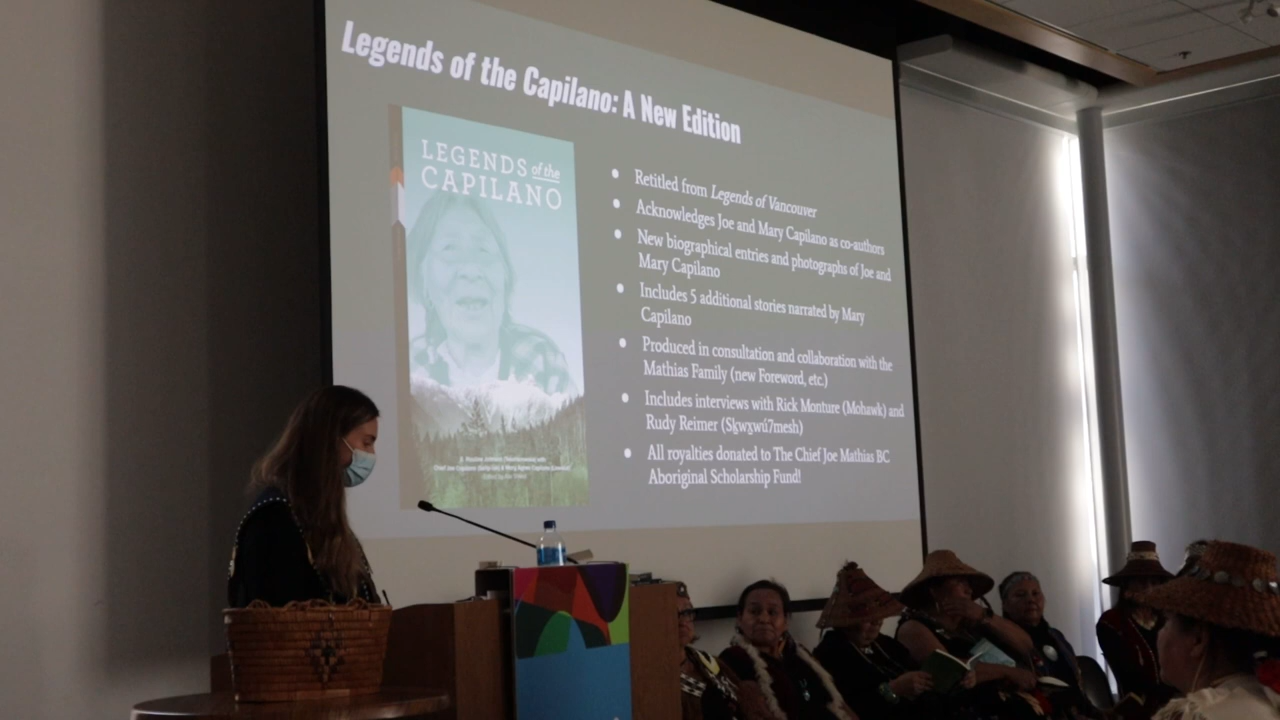 Legends of the Capilano: A New Edition
LEGENDS of the
CAPILANO
• Retitled from Legends of Vancouver
• Acknowledges Joe and Mary Capilano as co-authors
• New biographical entries and photographs of Joe and
Mary Capilano
• Includes 5 additional stories narrated by Mary
Capilano
• Produced in consultation and collaboration with the
Mathias Family (new Foreword, etc.)
• Includes interviews with Rick Monture (Mohawk) and
Rudy Reimer (Sḵwx̱wú7mesh)
• All royalties donated to The Chief Joe Mathias BC
Aboriginal Scholarship Fund!